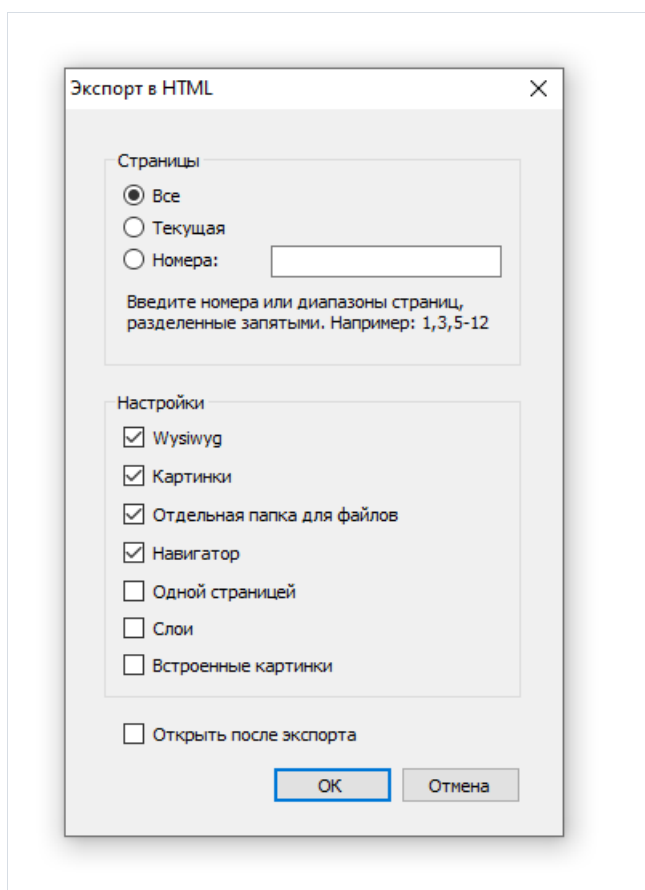 Экспорт в HTML
Страницы
Все
Текущая
Номера:
Введите номера или диапазоны страниц,
разделенные запятыми. Например: 1,3,5-12
Настройки
Wysiwyg
Картинки
Отдельная папка для файлов
Навигатор
Одной страницей
Слои
Встроенные картинки
Открыть после экспорта
ОК
Отмена